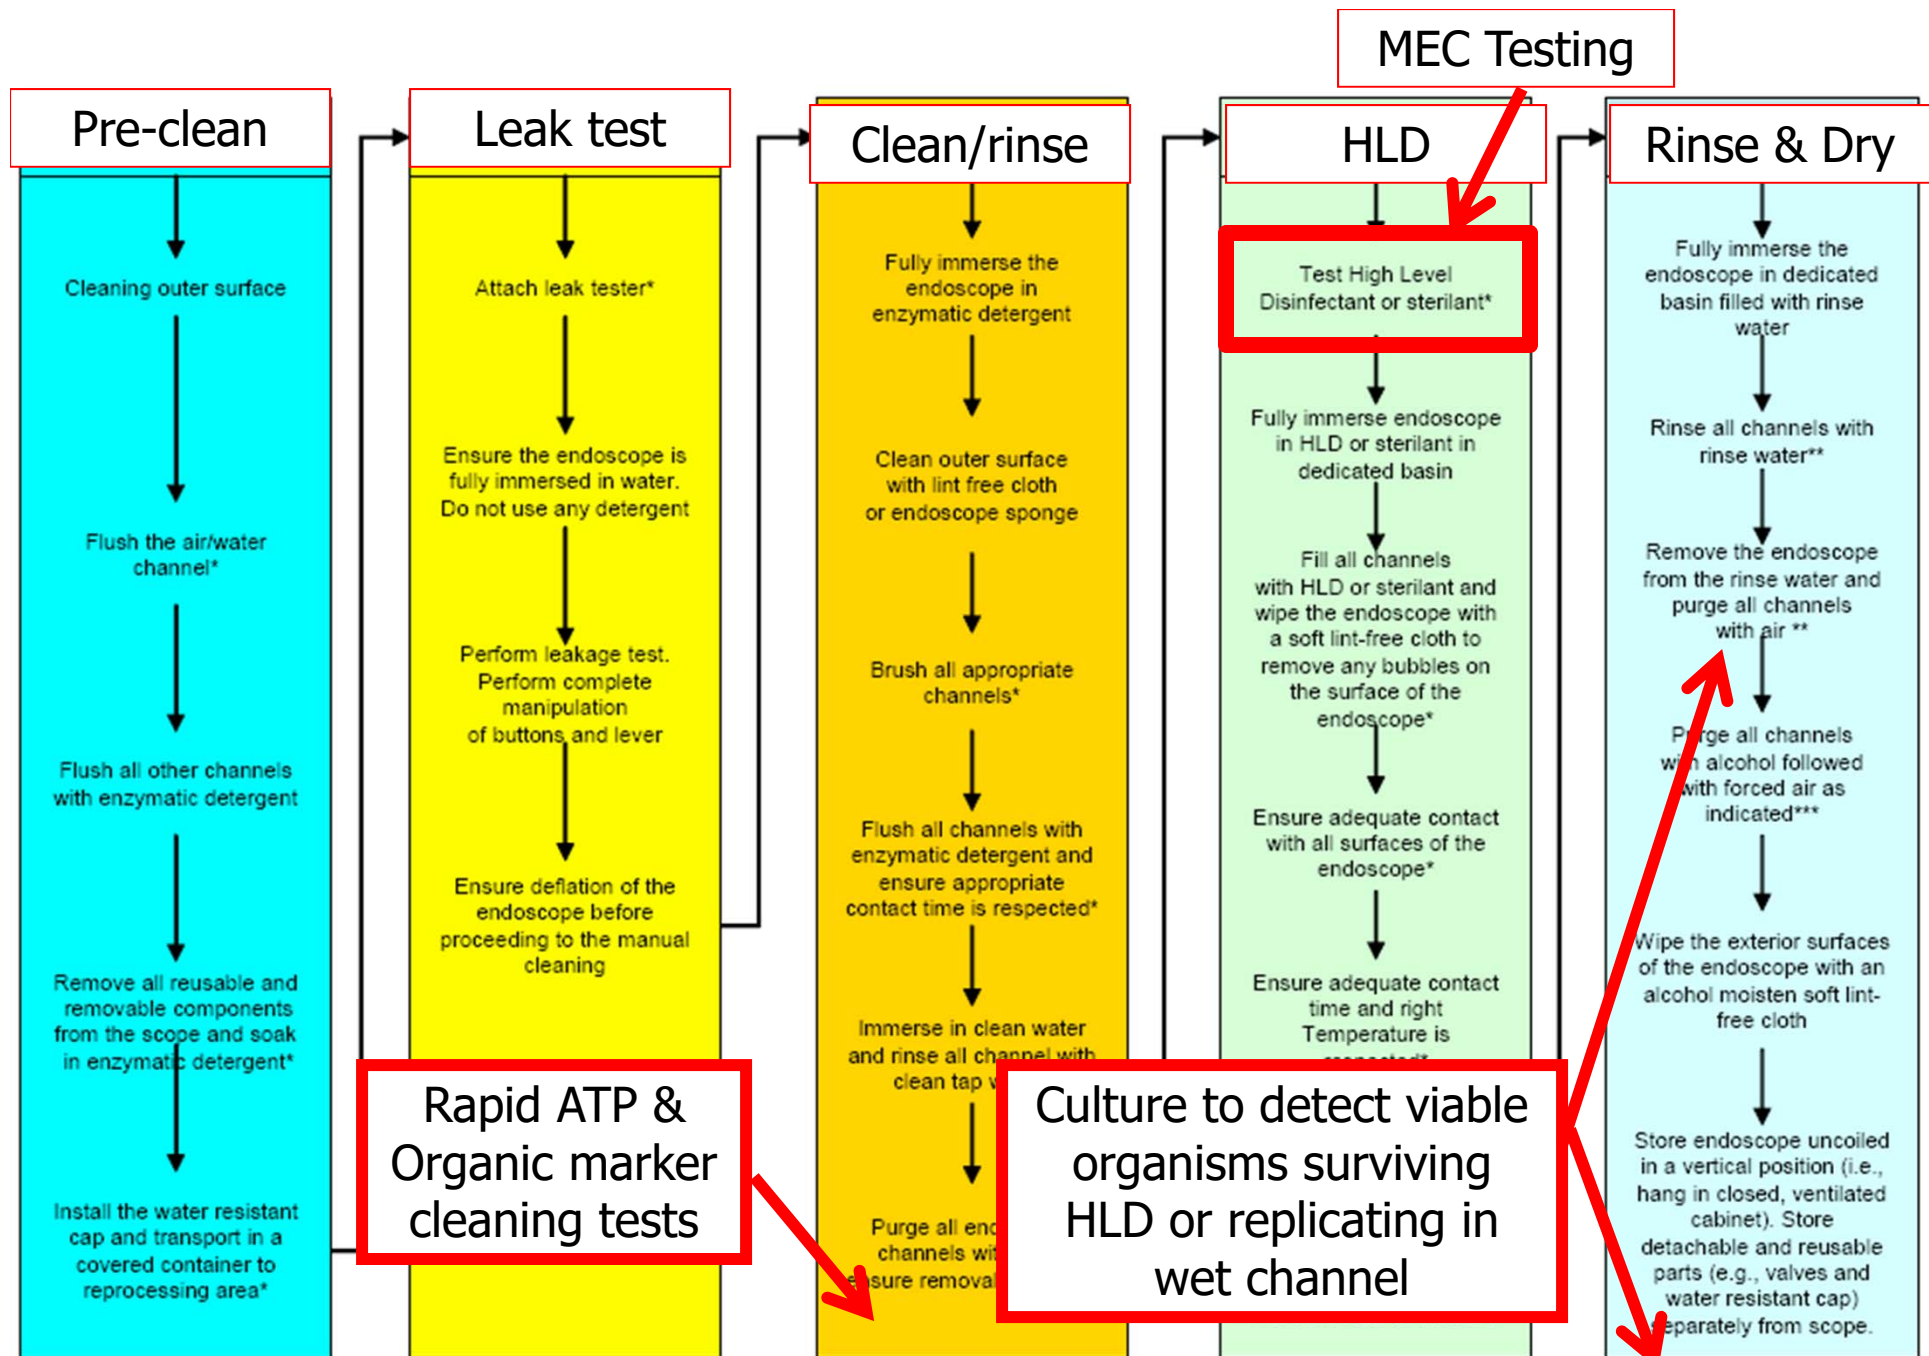 MEC Testing
Pre-clean
Cleaning outer surface
Flush the air/water
channel*
Flush all other channels
with enzymatic detergent
Remove all reusable and
removable components
from the scope and soak
in enzymatic detergent*
Install the water resistant
cap and transport in a
covered container to
reprocessing area*
Leak test
Attach leak tester*
Ensure the endoscope is
fully immersed in water.
Do not use any detergent
Perform leakage test.
Perform complete
manipulation
of buttons and lever
Ensure deflation of the
endoscope before
proceeding to the manual
cleaning
Rapid ATP &
Organic marker
cleaning tests
Clean/rinse
Fully immerse the
endoscope in
enzymatic detergent
Clean outer surface
with lint free cloth
or endoscope sponge
Brush all appropriate
channels*
Flush all channels with
enzymatic detergent and
ensure appropriate
contact time is respected*
Immerse in clean water
and rinse all channel with
clean tap
Purge all
channels
ensure removal
HLD
Test High Level
Disinfectant or sterilant*
Fully immerse endoscope
in HLD or sterilant in
dedicated basin
Fill all channels
with HLD or sterilant and
wipe the endoscope with
a soft lint-free cloth to
remove any bubbles on
the surface of the
endoscope*
Ensure adequate contact
with all surfaces of the
endoscope*
Ensure adequate contact
time and right
Temperature is
Culture to detect viable
organisms surviving
HLD or replicating in
wet channel
Rinse & Dry
Fully immerse the
endoscope in dedicated
basin filled with rinse
water
Rinse all channels with
rinse water**
Remove the endoscope
from the rinse water and
purge all channels
with air **
Purge all channels
with alcohol followed
with forced air as
indicated***
Wipe the exterior surfaces
of the endoscope with an
alcohol moisten soft lint-
free cloth
Store endoscope uncoiled
in a vertical position (i.e.,
hang in closed, ventilated
cabinet). Store
detachable and reusable
parts (e.g., valves and
water resistant cap)
separately from scope.